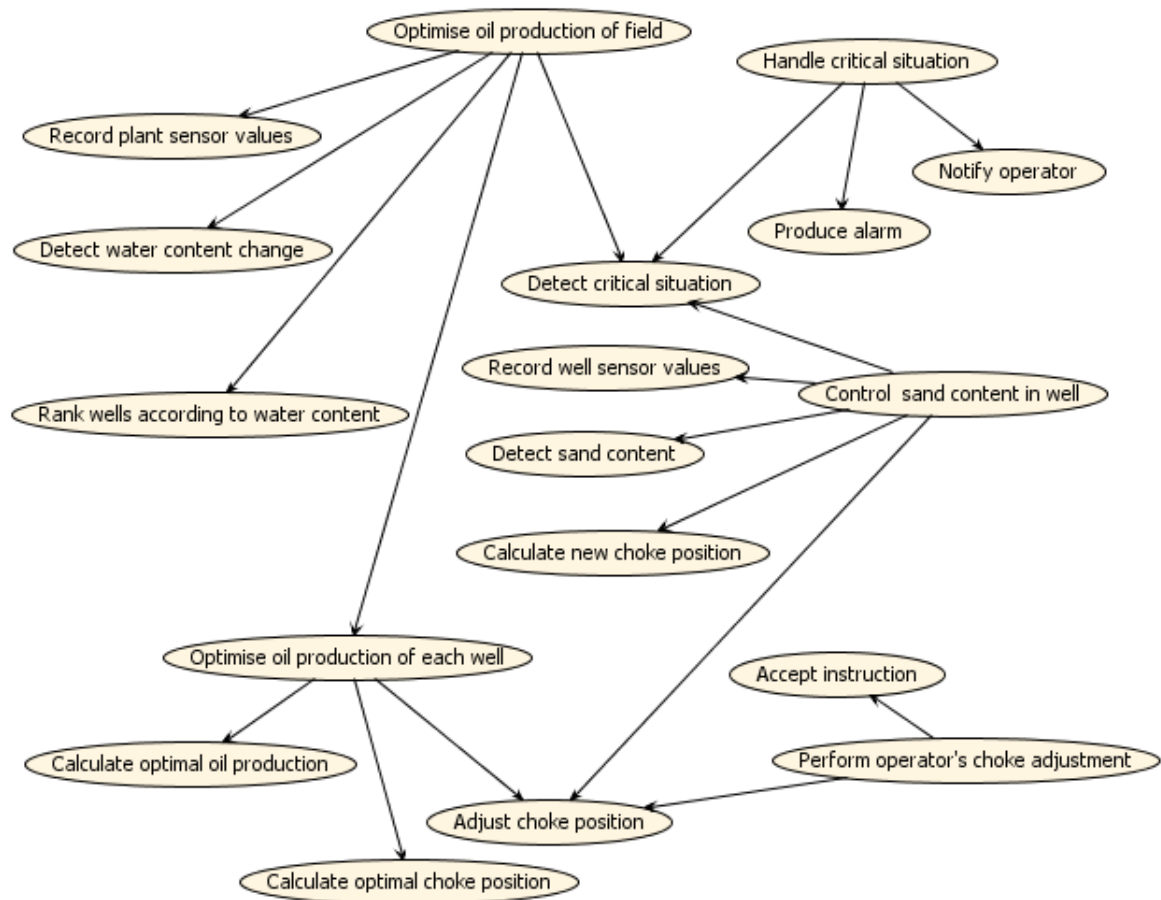 Optimise oil production of field
Handle critical situation
Record plant sensor values
Notify operator
Produce alarm
Detect water content change
Detect critical situation
Record well sensor values
Control  sand content in well
Rank wells according to water content
Detect sand content
Calculate new choke position
Optimise oil production of each well
Accept instruction
Calculate optimal oil production
Perform operator's choke adjustment
Adjust choke position
Calculate optimal choke position